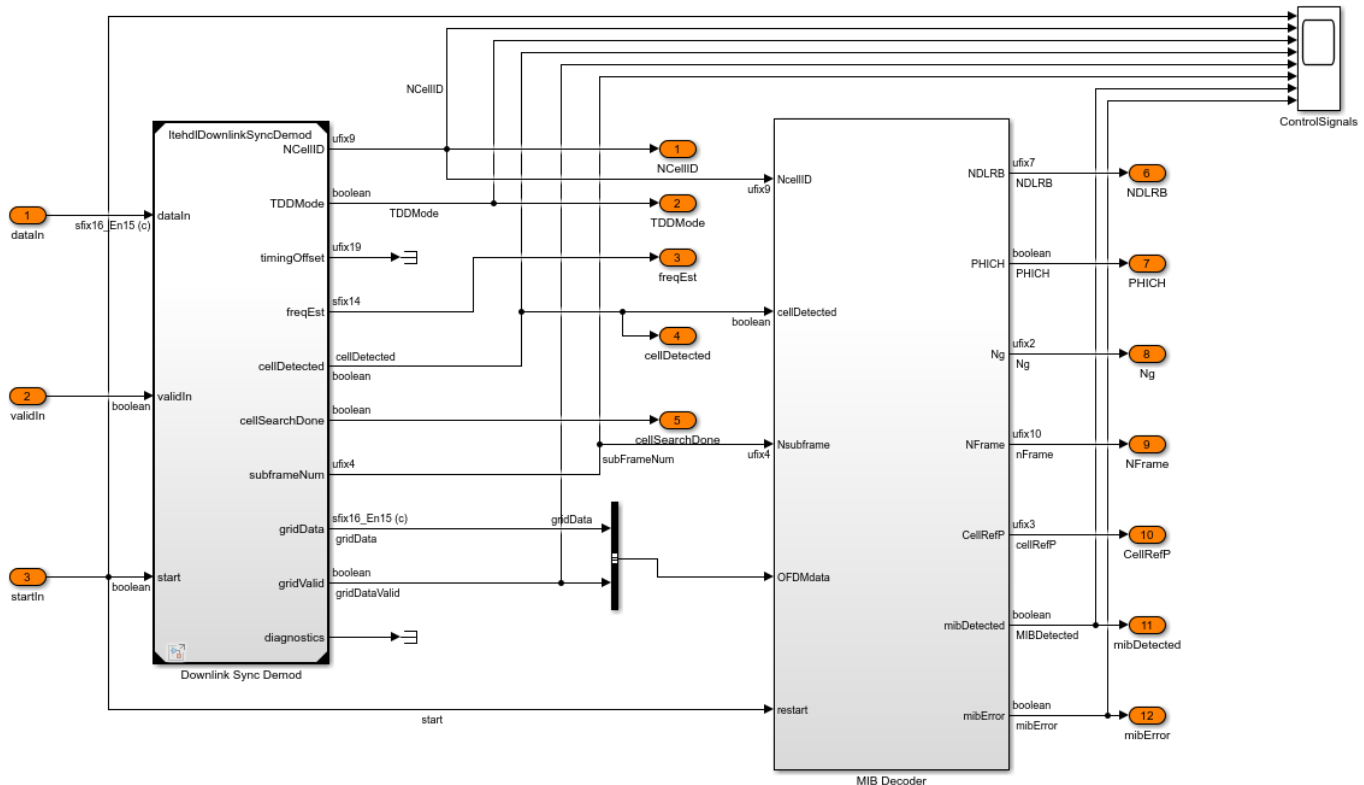 ControlSignals
NCellID
ltehdlDownlinkSyncDemod
NCellID
ufix9
1
NCellID
NcellID
ufix9
NDLRB
ufix7
NDLRB
6
NDLRB
TDDMode
boolean
TDDMode
2
TDDMode
1
dataIn
sfix16_En15 (c)
dataIn
timingOffset
ufix19
3
freqEst
PHICH
boolean
PHICH
7
PHICH
freqEst
sfix14
cellDetected
boolean
4
cellDetected
Ng
ufix2
Ng
8
Ng
cellDetected
cellDetected
boolean
2
validIn
boolean
validIn
cellSearchDone
boolean
5
cellSearchDone
Nsubframe
ufix4
NFrame
ufix10
nFrame
9
NFrame
subframeNum
ufix4
subFrameNum
gridData
sfix16_En15 (c)
gridData
gridData
CellRefP
ufix3
cellRefP
10
CellRefP
3
startIn
boolean
start
gridValid
boolean
gridDataValid
OFDMdata
mibDetected
boolean
MIBDetected
11
mibDetected
diagnostics
Downlink Sync Demod
start
restart
mibError
boolean
mibError
12
mibError
MIB Decoder